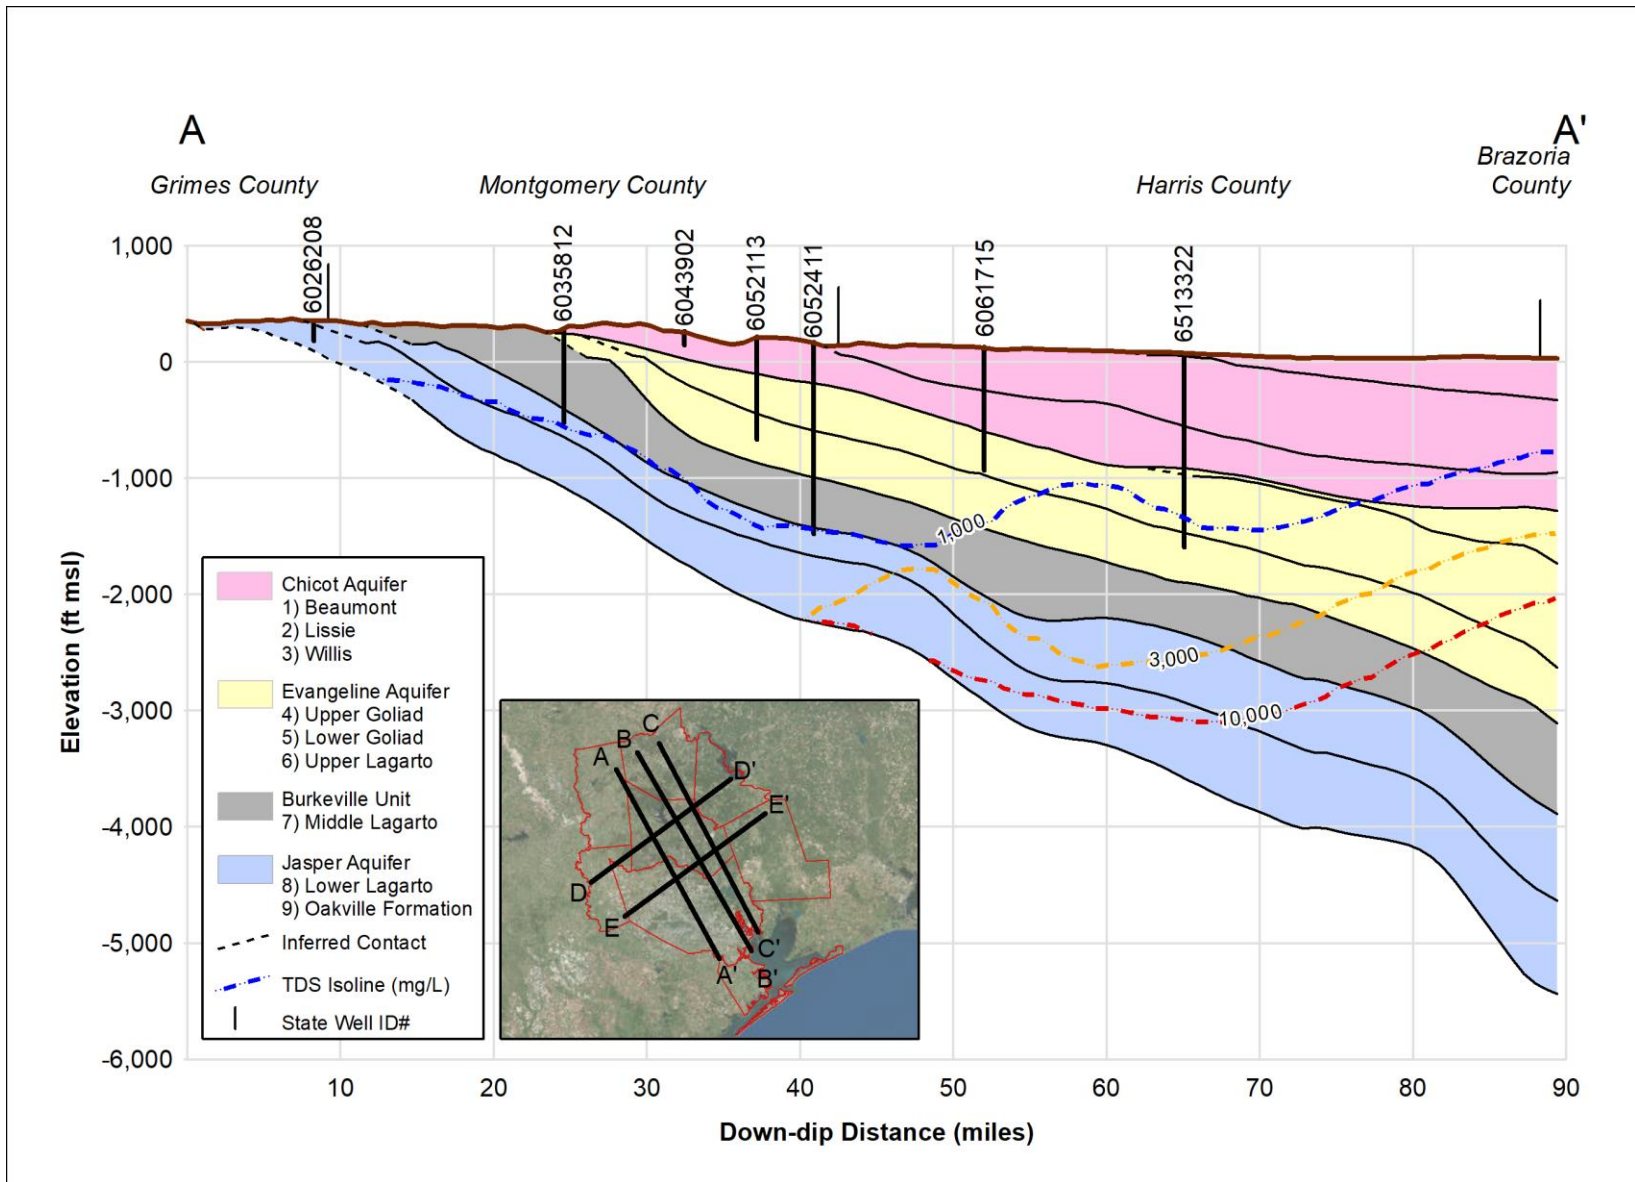 A
A'
Grimes County
Montgomery County
Harris County
Brazoria
County
6026208
6035812
6043902
6052113
6052411
6061715
6513322
1,000
0
-1,000
-2,000
-3,000
-4,000
-5,000
-6,000
Elevation (ft msl)
1,000
3,000
10,000
Chicot Aquifer
1) Beaumont
2) Lissie
3) Willis
Evangeline Aquifer
4) Upper Goliad
5) Lower Goliad
6) Upper Lagarto
Burkeville Unit
7) Middle Lagarto
Jasper Aquifer
8) Lower Lagarto
9) Oakville Formation
Inferred Contact
TDS Isoline (mg/L)
State Well ID#
C
B
A
D'
E'
D
E
C'
A'
B'
10
20
30
40
50
60
70
80
90
Down-dip Distance (miles)